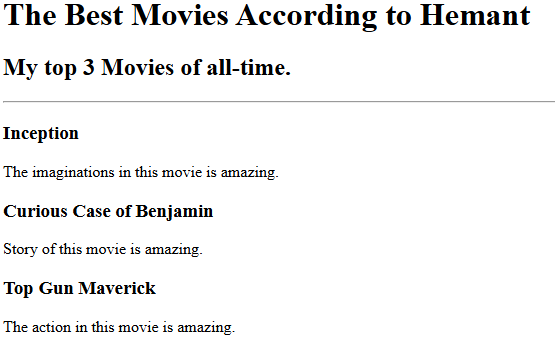 The Best Movies According to Hemant
My top 3 Movies of all-time.
Inception
The imaginations in this movie is amazing.
Curious Case of Benjamin
Story of this movie is amazing.
Top Gun Maverick
The action in this movie is amazing.